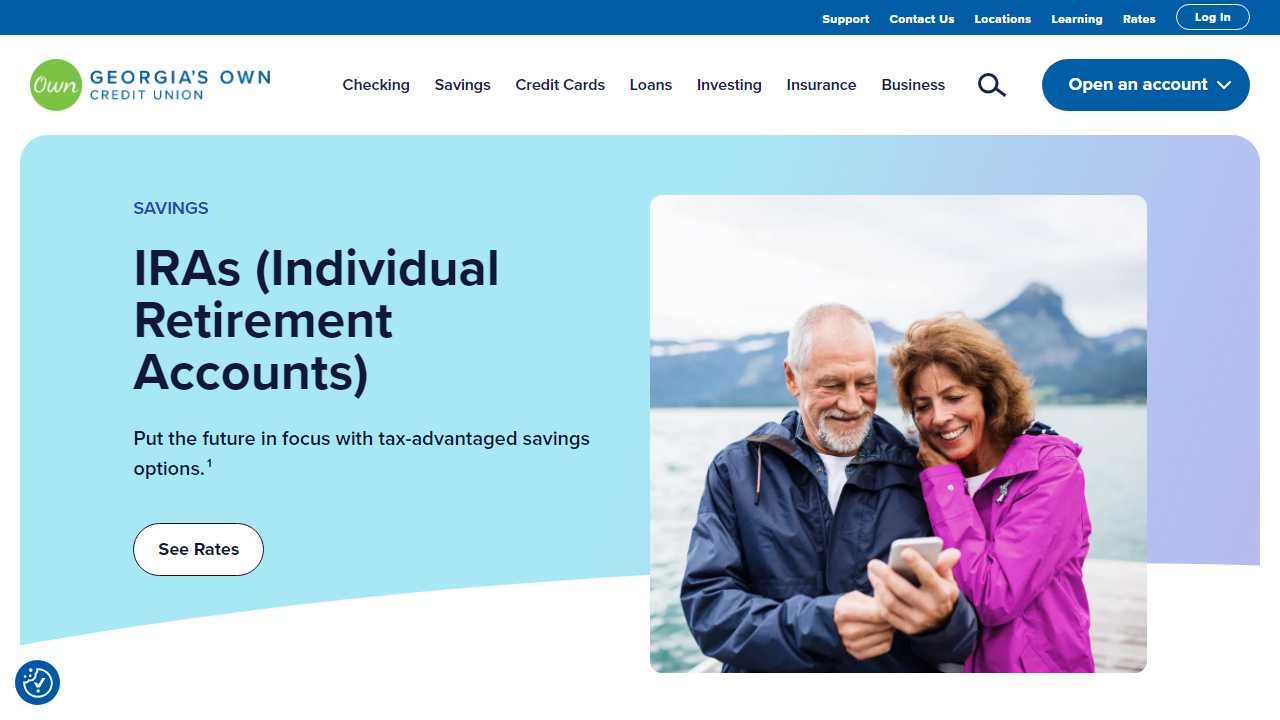 Support Contact Us Locations Learning Rates Log In
Own GEORGIA'S OWN
CREDIT UNION
Checking Savings Credit Cards Loans Investing Insurance Business Open an account
SAVINGS
IRAs (Individual
Retirement
Accounts)
Put the future in focus with tax-advantaged savings
options.1
See Rates